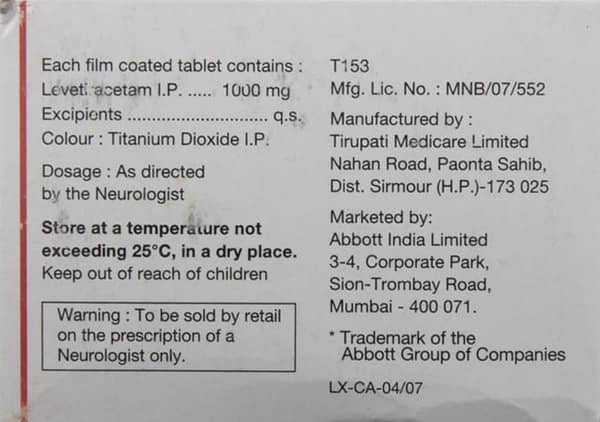 Each film coated tablet contains :
Levetiracetam I.P. ..... 1000 mg
Excipients ............................ q.s.
Colour : Titanium Dioxide I.P.
Dosage : As directed
by the Neurologist
Store at a temperature not
exceeding 25°C, in a dry place.
Keep out of reach of children
Warning : To be sold by retail
on the prescription of a
Neurologist only.
T153
Mfg. Lic. No. : MNB/07/552
Manufactured by :
Tirupati Medicare Limited
Nahan Road, Paonta Sahib,
Dist. Sirmour (H.P.)-173 025
Marketed by:
Abbott India Limited
3-4, Corporate Park,
Sion-Trombay Road,
Mumbai - 400 071.
* Trademark of the
Abbott Group of Companies
LX-CA-04/07